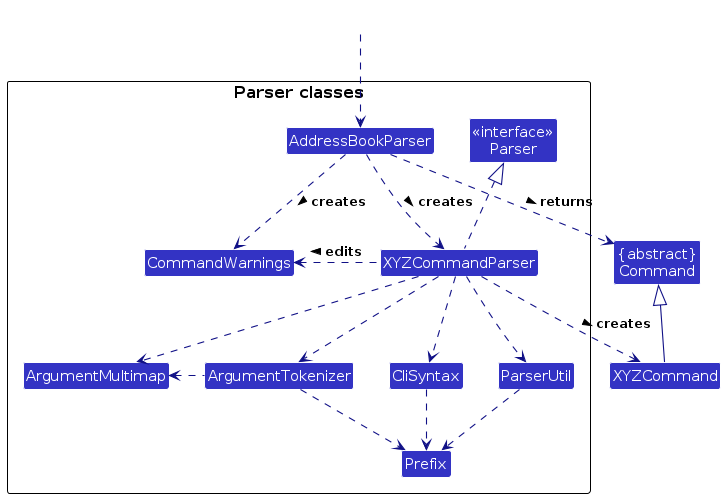 Parser classes
AddressBookParser
«interface»
Parser
creates
creates
returns
CommandWarnings
edits
XYZCommandParser
{abstract}
Command
creates
ArgumentMultimap
ArgumentTokenizer
CliSyntax
ParserUtil
XYZCommand
Prefix